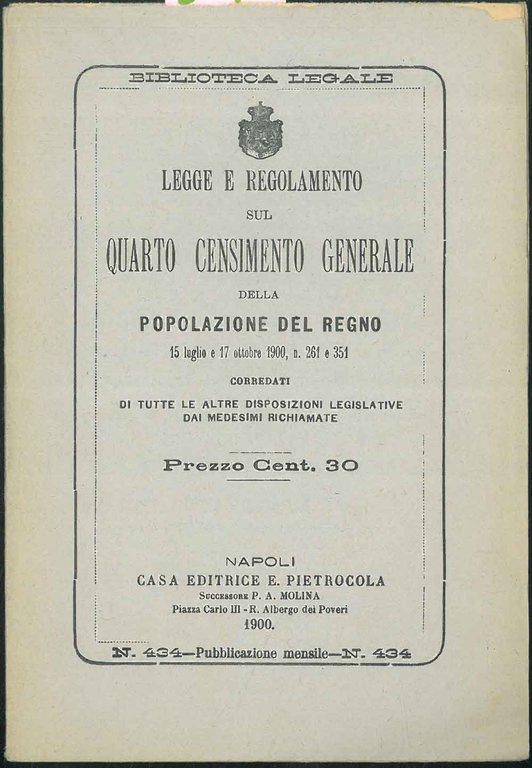 BIBLIOTECA LEGALE
LEGGE E REGOLAMENTO
SUL
QUARTO CENSIMENTO GENERALE
DELLA
POPOLAZIONE DEL REGNO
15 luglio e 17 ottobre 1900, n. 261 e 351
CORREDATI
DI TUTTE LE ALTRE DISPOSIZIONI LEGISLATIVE
DAI MEDESIMI RICHIAMATE
Prezzo Cent. 30
NAPOLI
CASA EDITRICE E. PIETROCOLA
SUCCESSORE P. A. MOLINA
Piazza Carlo III - R. Albergo dei Poveri
1900.
N. 434—Pubblicazione mensile—N. 434